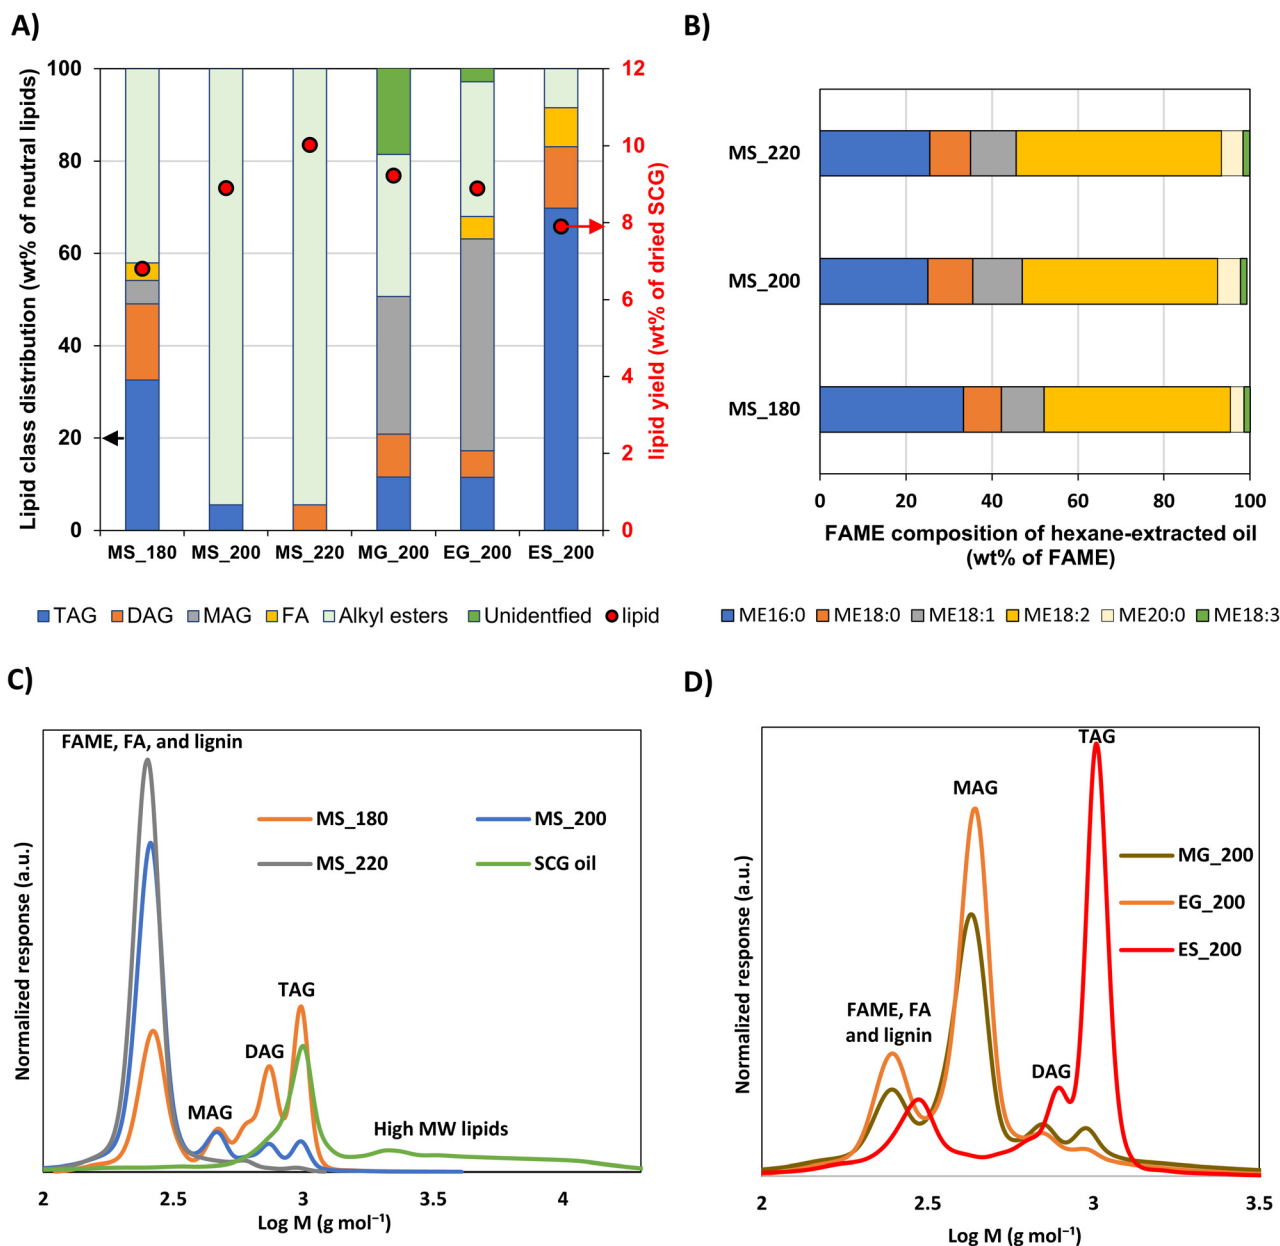 A)
Lipid class distribution (wt% of neutral lipids)
100
80
60
40
20
0
12
10
8
6
4
2
0
lipid yield (wt% of dried SCG)
MS_180 MS_200 MS_220 MG_200 EG_200 ES_200
TAG DAG MAG FA Alkyl esters Unidentfied lipid
B)
MS_220
MS_200
MS_180
0 20 40 60 80 100
FAME composition of hexane-extracted oil
(wt% of FAME)
ME16:0 ME18:0 ME18:1 ME18:2 ME20:0 ME18:3
C)
Normalized response (a.u.)
FAME, FA, and lignin
MS_180 MS_200
MS_220 SCG oil
TAG
DAG
MAG
High MW lipids
2 2.5 3 3.5 4
Log M (g mol⁻¹)
D)
Normalized response (a.u.)
TAG
MAG
MG_200
EG_200
ES_200
FAME, FA
and lignin
DAG
2 2.5 3 3.5
Log M (g mol⁻¹)